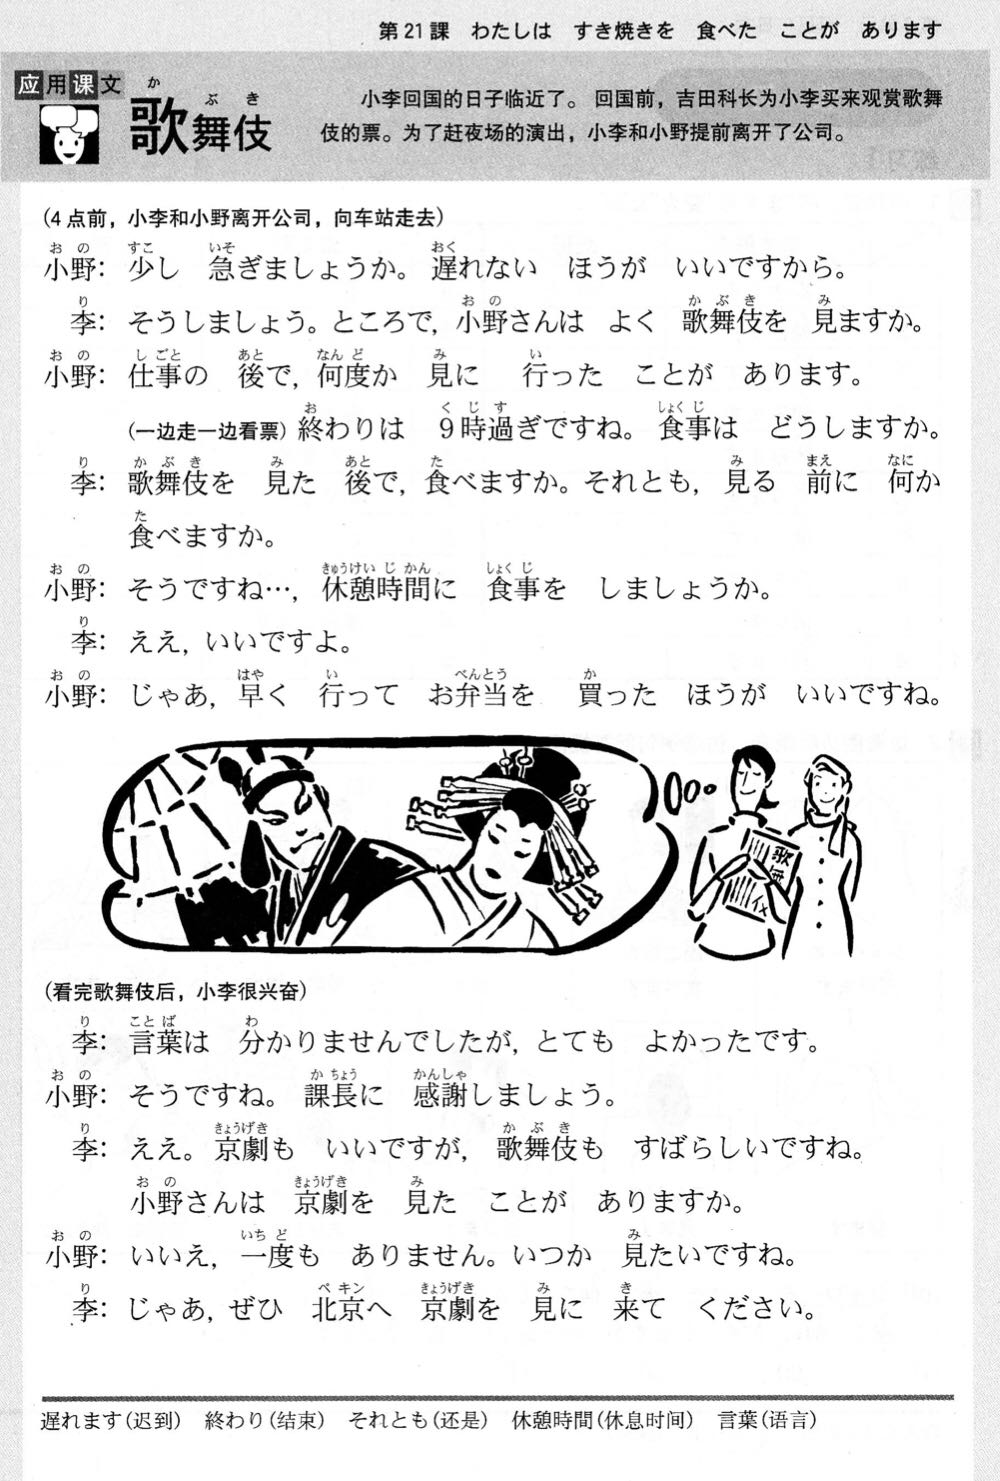 第21課　わたしは　すき焼きを　食べた　ことが　あります
应用课文
か
ぶ き
歌舞伎
小李回国的日子临近了。 回国前，吉田科长为小李买来观赏歌舞
伎的票。为了赶夜场的演出，小李和小野提前离开了公司。
(4点前，小李和小野离开公司，向车站走去)
お の　すこ　いそ　おく
小野：少し　急ぎましょうか。 遅れない　ほうが　いいですから。
り　お の　か ぶ き　み
李：そうしましょう。ところで，小野さんは　よく　歌舞伎を　見ますか。
お の　し ごと　あと　なん ど　み　い
小野：仕事の　後で，何度か　見に　行った　ことが　あります。
お　く じ す　しょく じ
(一边走一边看票) 終わりは　9時過ぎですね。 食事は　どうしますか。
り　か ぶ き　み　あと　た　み　まえ　なに
李：歌舞伎を　見た　後で，食べますか。それとも，見る　前に　何か
た
食べますか。
お の　きゅうけい じ かん　しょく じ
小野：そうですね…，休憩時間に　食事を　しましょうか。
り
李：ええ，いいですよ。
お の　はや　い　べんとう　か
小野：じゃあ，早く　行って　お弁当を　買った　ほうが　いいですね。
歌
(看完歌舞伎后，小李很兴奋)
り　こと ば　わ
李：言葉は　分かりませんでしたが，とても　よかったです。
お の　か ちょう　かんしゃ
小野：そうですね。 課長に　感謝しましょう。
り　きょうげき　か ぶ き
李：ええ。京劇も　いいですが，歌舞伎も　すばらしいですね。
お の　きょうげき　み
小野さんは　京劇を　見た　ことが　ありますか。
お の　いち ど　み
小野：いいえ，一度も　ありません。いつか　見たいですね。
り　ペ キン　きょうげき　み　き
李：じゃあ，ぜひ　北京へ　京劇を　見に　来て　ください。
遅れます(迟到)　終わり(结束)　それとも(还是)　休憩時間(休息时间)　言葉(语言)